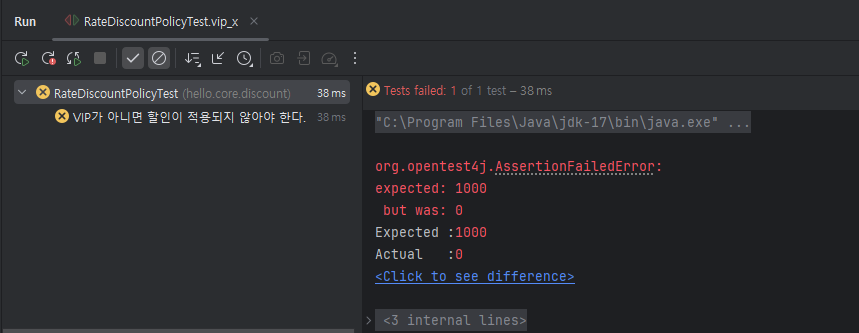 Run RateDiscountPolicyTest.vip_x
RateDiscountPolicyTest (hello.core.discount) 38 ms
VIP가 아니면 할인이 적용되지 않아야 한다. 38 ms
Tests failed: 1 of 1 test – 38 ms
"C:\Program Files\Java\jdk-17\bin\java.exe" ...
org.opentest4j.AssertionFailedError:
expected: 1000
but was: 0
Expected :1000
Actual :0
<Click to see difference>
<3 internal lines>